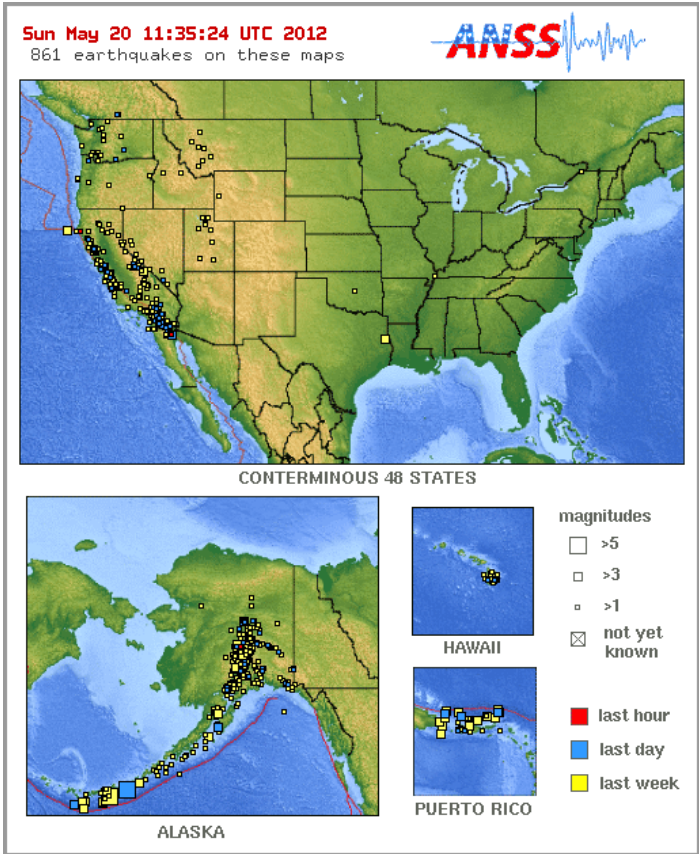 Sun May 20 11:35:24 UTC 2012
861 earthquakes on these maps
ANSS
CONTERMINOUS 48 STATES
magnitudes
>5
>3
>1
not yet
known
HAWAII
last hour
last day
last week
PUERTO RICO
ALASKA